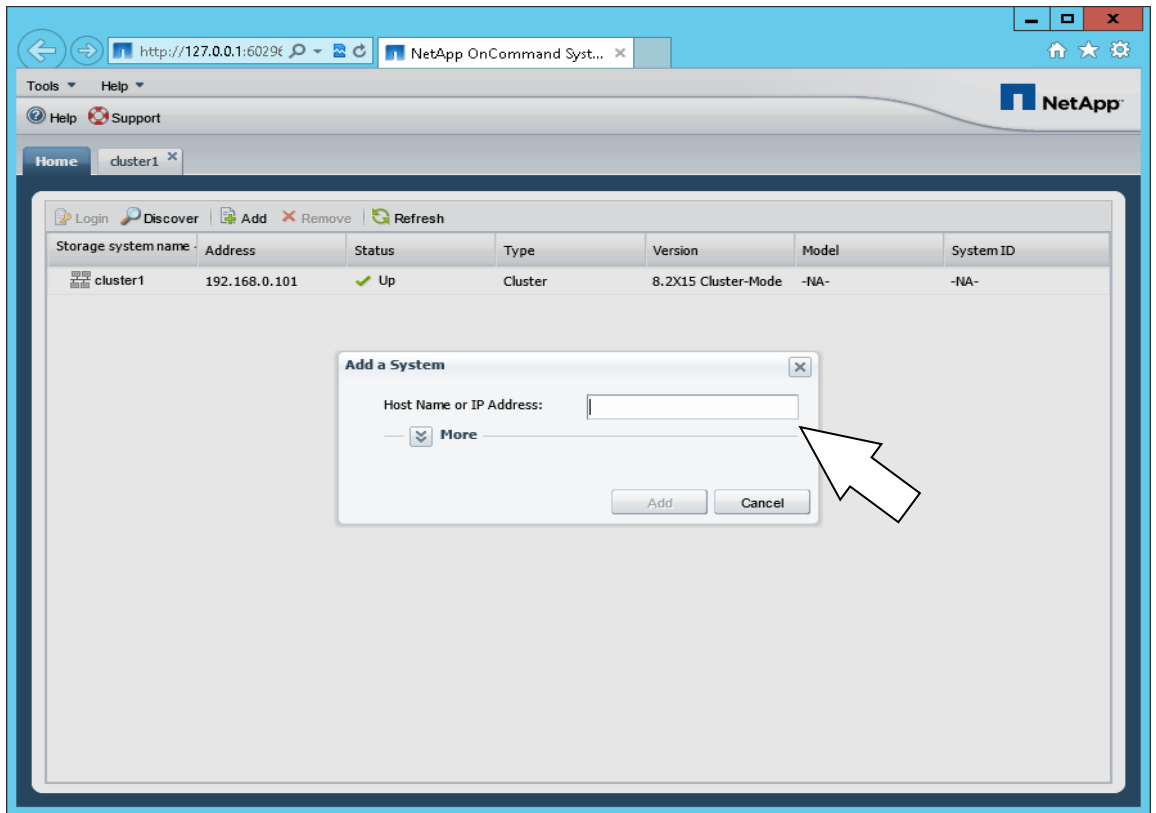 http://127.0.0.1:6029
NetApp OnCommand Syst...
Tools Help
Help Support
NetApp
Home cluster1
Login Discover Add Remove Refresh
Storage system name Address Status Type Version Model System ID
cluster1 192.168.0.101 Up Cluster 8.2X15 Cluster-Mode -NA- -NA-
Add a System
Host Name or IP Address:
More
Add Cancel